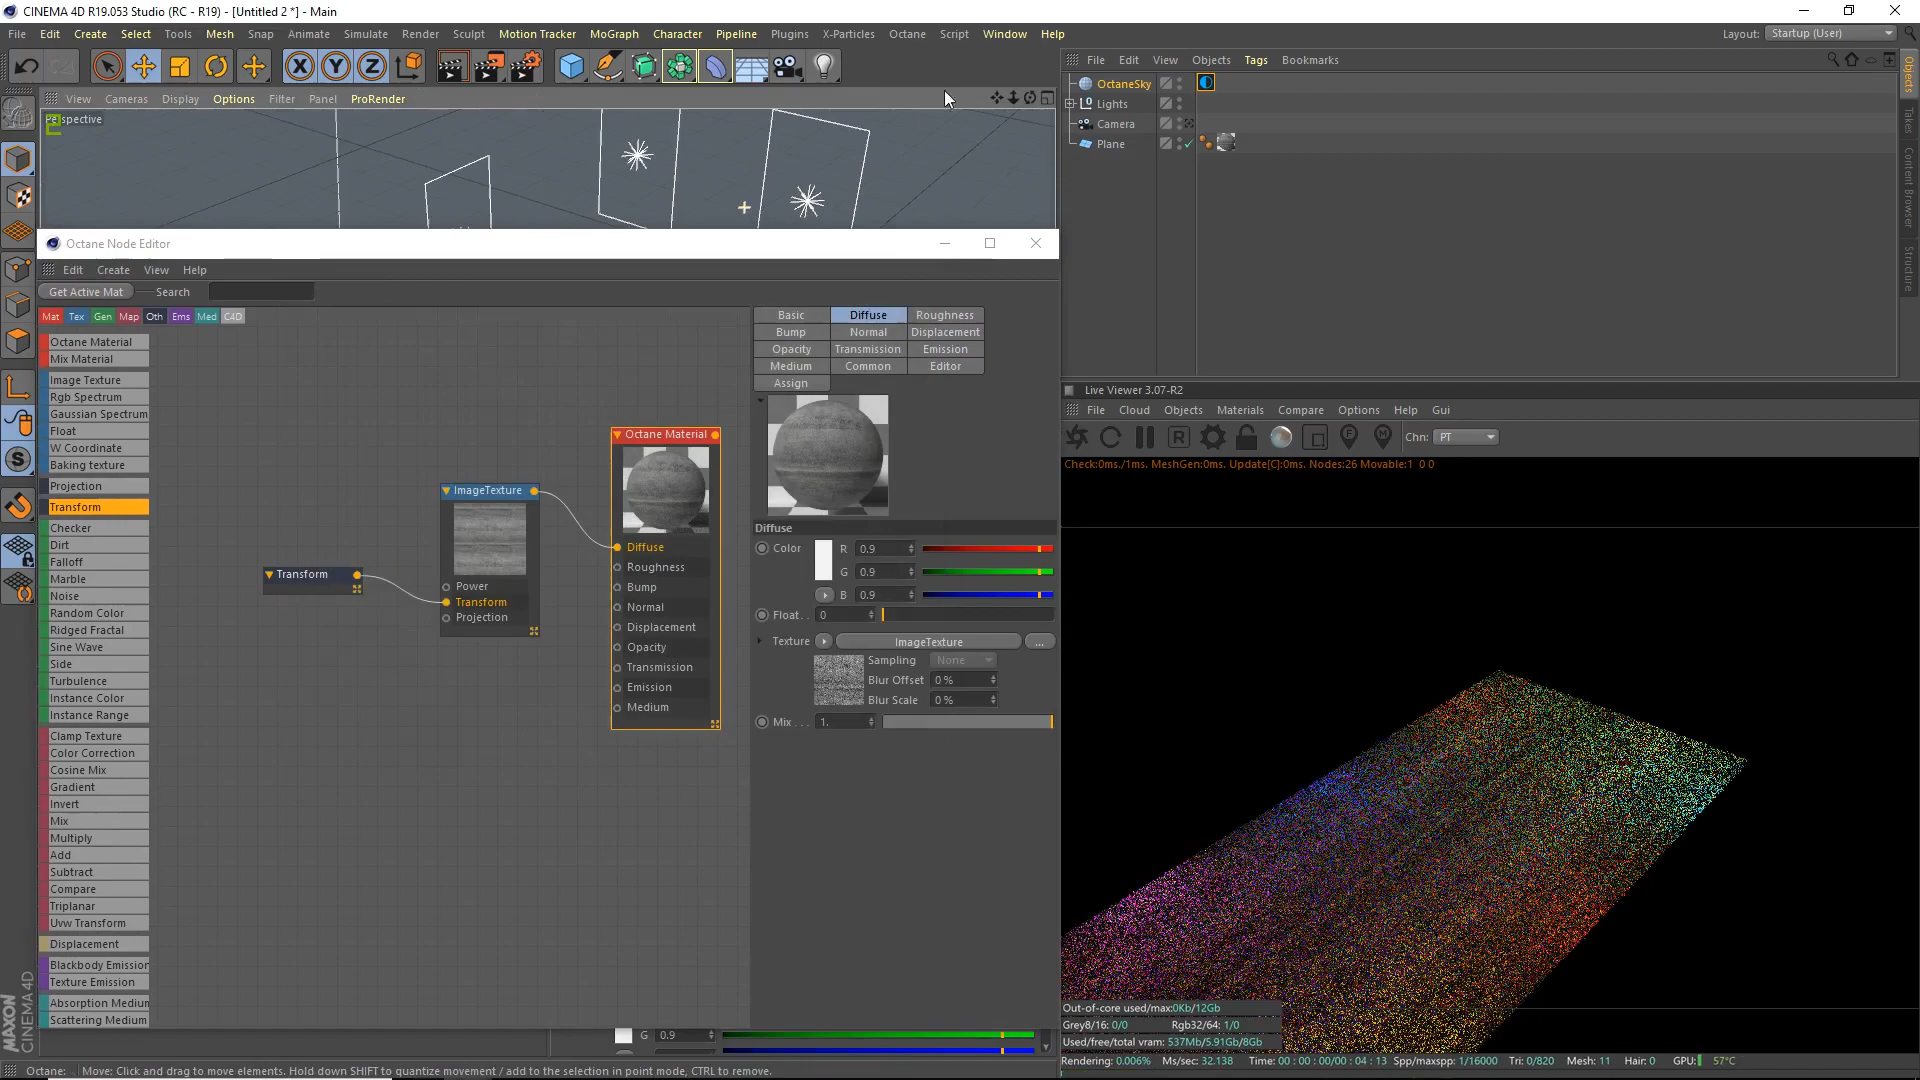 CINEMA 4D R19.053 Studio (RC - R19) - [Untitled 2 *] - Main
File Edit Create Select Tools Mesh Snap Animate Simulate Render Sculpt Motion Tracker MoGraph Character Pipeline Plugins X-Particles Octane Script Window Help
Layout: Startup (User)
View Cameras Display Options Filter Panel ProRender
Perspective
File Edit View Objects Tags Bookmarks
OctaneSky
Lights
Camera
Plane
Objects
Takes
Content Browser
Structure
Octane Node Editor
Edit Create View Help
Get Active Mat Search
Mat Tex Gen Map Oth Ems Med C4D
Octane Material
Mix Material
Image Texture
Rgb Spectrum
Gaussian Spectrum
Float
W Coordinate
Baking texture
Projection
Transform
Checker
Dirt
Falloff
Marble
Noise
Random Color
Ridged Fractal
Sine Wave
Side
Turbulence
Instance Color
Instance Range
Clamp Texture
Color Correction
Cosine Mix
Gradient
Invert
Mix
Multiply
Add
Subtract
Compare
Triplanar
Uvw Transform
Displacement
Blackbody Emission
Texture Emission
Absorption Medium
Scattering Medium
Transform
ImageTexture
Power
Transform
Projection
Octane Material
Diffuse
Roughness
Bump
Normal
Displacement
Opacity
Transmission
Emission
Medium
Basic Diffuse Roughness
Bump Normal Displacement
Opacity Transmission Emission
Medium Common Editor
Assign
Diffuse
Color R 0.9
G 0.9
B 0.9
Float . . 0
Texture ImageTexture ...
Sampling None
Blur Offset 0 %
Blur Scale 0 %
Mix . . . 1.
G 0.9
Live Viewer 3.07-R2
File Cloud Objects Materials Compare Options Help Gui
R Chn: PT
Check:0ms./1ms. MeshGen:0ms. Update[C]:0ms. Nodes:26 Movable:1 0 0
Out-of-core used/max:0Kb/12Gb
Grey8/16: 0/0 Rgb32/64: 1/0
Used/free/total vram: 537Mb/5.91Gb/8Gb
Rendering: 0.006% Ms/sec: 32.138 Time: 00 : 00 : 00/00 : 04 : 13 Spp/maxspp: 1/16000 Tri: 0/820 Mesh: 11 Hair: 0 GPU: 57°C
MAXON
CINEMA 4D
Octane: Move: Click and drag to move elements. Hold down SHIFT to quantize movement / add to the selection in point mode, CTRL to remove.